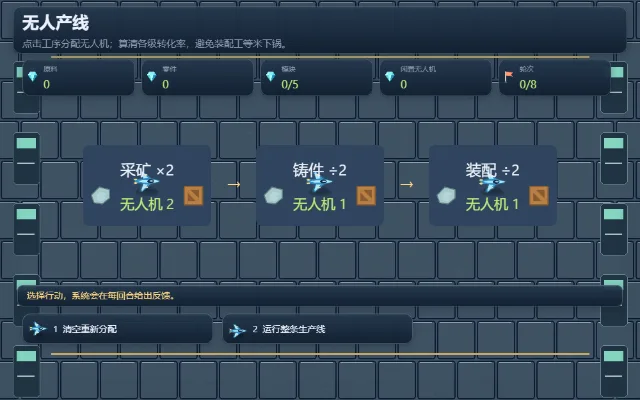 无人产线
点击工序分配无人机；算清各级转化率，避免装配工等米下锅。
原料
0
零件
0
模块
0/5
闲置无人机
0
轮次
0/8
采矿 ×2
无人机 2
→
铸件 ÷2
无人机 1
→
装配 ÷2
无人机 1
选择行动，系统会在每回合给出反馈。
1 清空重新分配
2 运行整条生产线